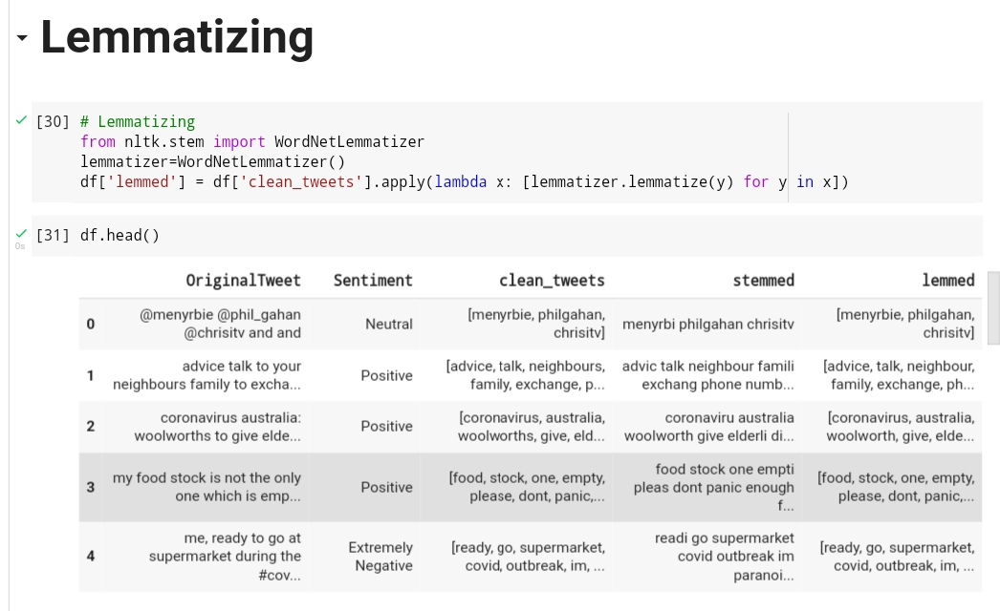 Lemmatizing
[30] # Lemmatizing
from nltk.stem import WordNetLemmatizer
lemmatizer=WordNetLemmatizer()
df['lemmed'] = df['clean_tweets'].apply(lambda x: [lemmatizer.lemmatize(y) for y in x])
[31] df.head()
0s
OriginalTweet Sentiment clean_tweets stemmed lemmed
0 @menyrbie @phil_gahan @chrisitv and and Neutral [menyrbie, philgahan, chrisitv] menyrbi philgahan chrisitv [menyrbie, philgahan, chrisitv]
1 advice talk to your neighbours family to excha... Positive [advice, talk, neighbours, family, exchange, p... advic talk neighbour famili exchang phone numb... [advice, talk, neighbour, family, exchange, ph...
2 coronavirus australia: woolworths to give elde... Positive [coronavirus, australia, woolworths, give, eld... coronaviru australia woolworth give elderli di... [coronavirus, australia, woolworth, give, elde...
3 my food stock is not the only one which is emp... Positive [food, stock, one, empty, please, dont, panic,... food stock one empti pleas dont panic enough f... [food, stock, one, empty, please, dont, panic,...
4 me, ready to go at supermarket during the #cov... Extremely Negative [ready, go, supermarket, covid, outbreak, im, ... readi go supermarket covid outbreak im paranoi... [ready, go, supermarket, covid, outbreak, im, ...